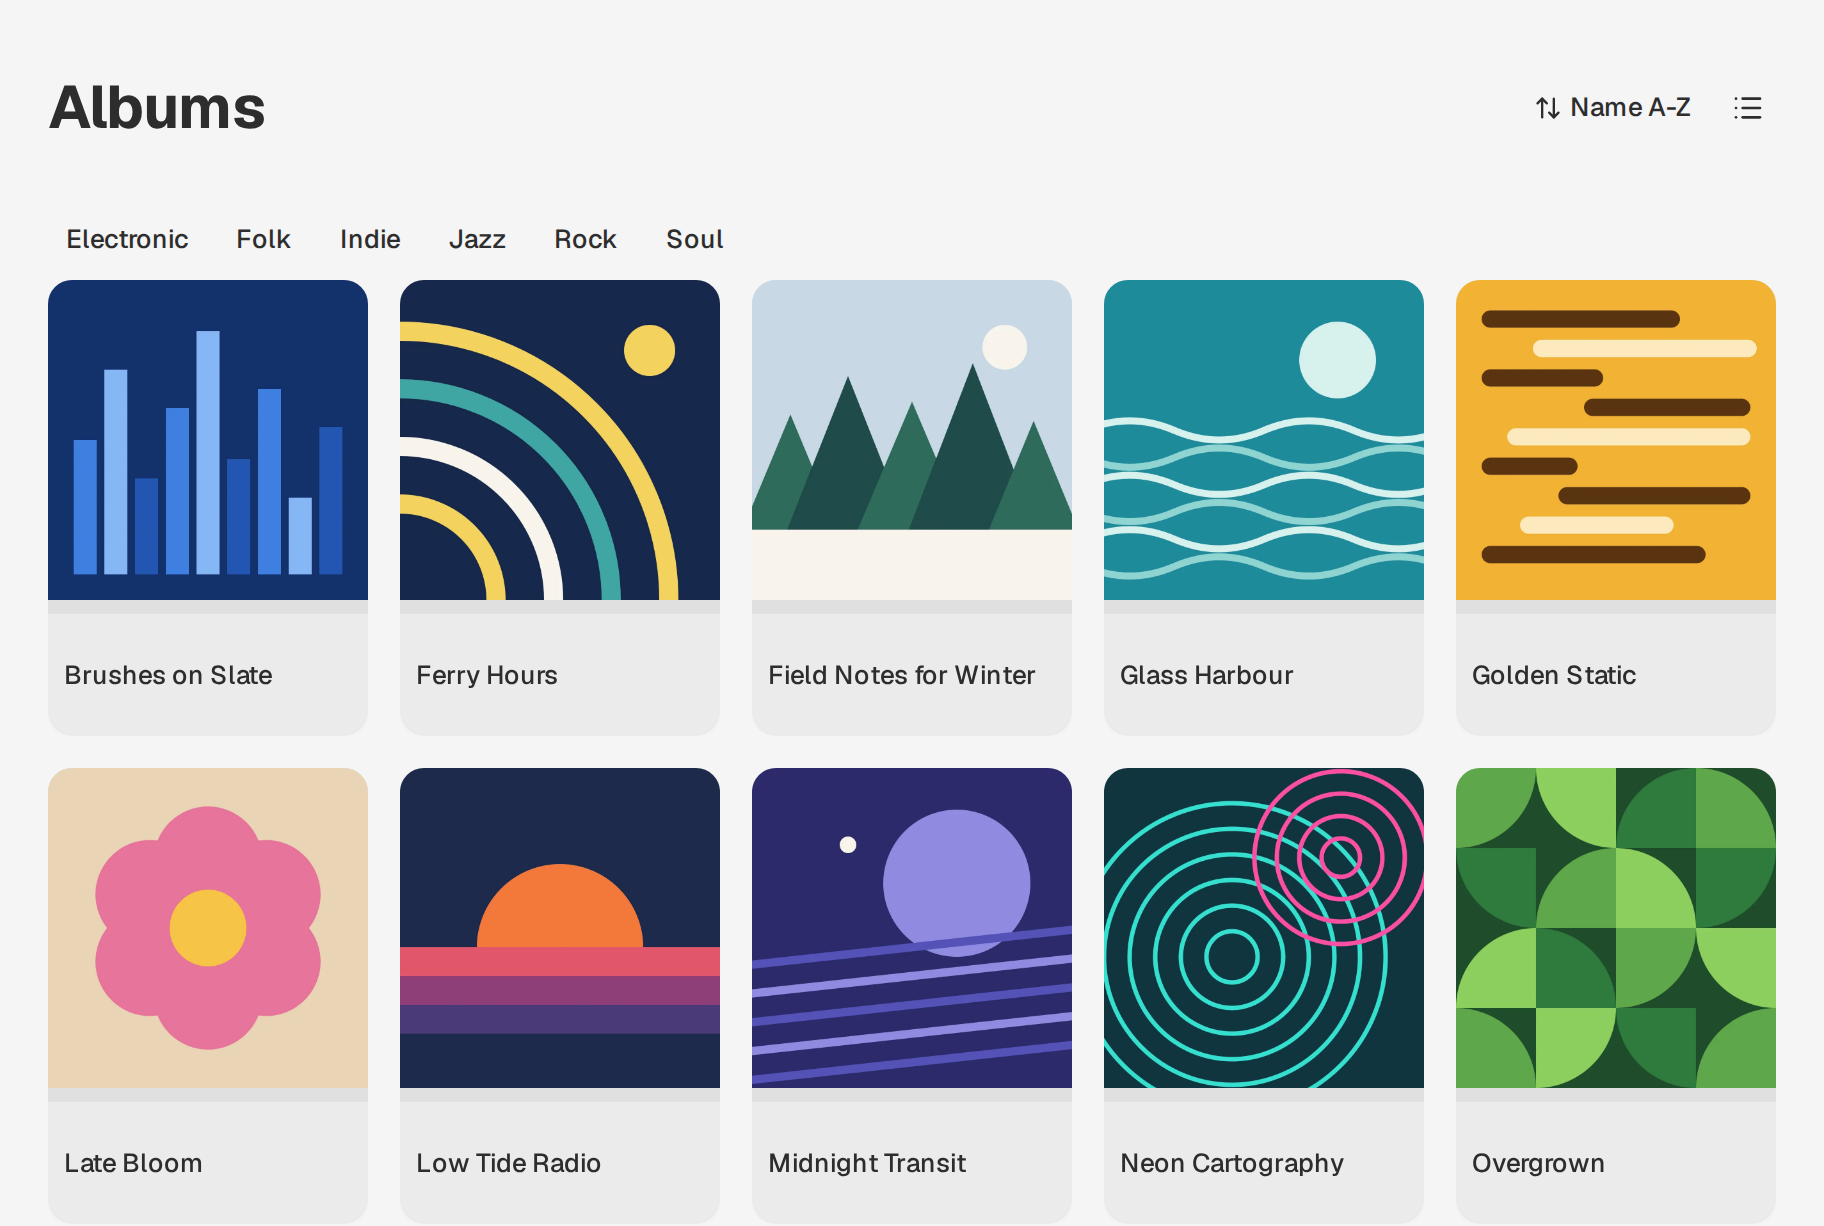 Albums
Name A-Z
Electronic Folk Indie Jazz Rock Soul
Brushes on Slate
Ferry Hours
Field Notes for Winter
Glass Harbour
Golden Static
Late Bloom
Low Tide Radio
Midnight Transit
Neon Cartography
Overgrown